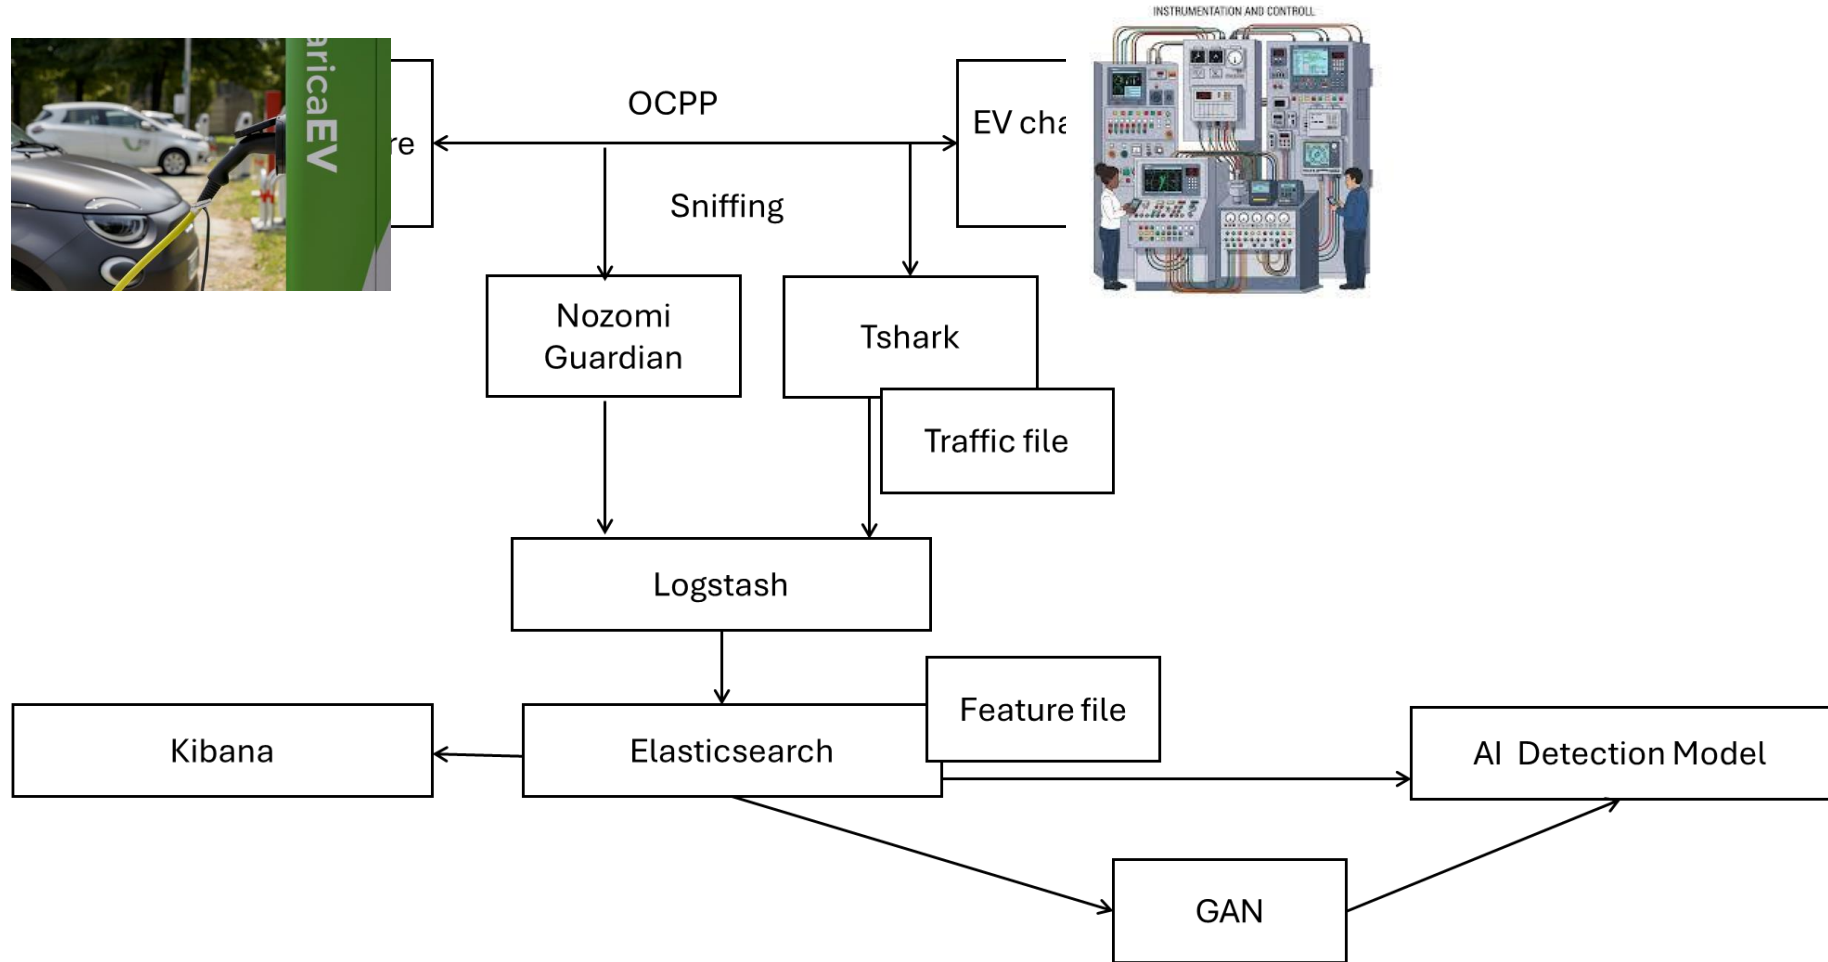 INSTRUMENTATION AND CONTROLL
aricaEV
re
OCPP
EV cha
Sniffing
Nozomi
Guardian
Tshark
Traffic file
Logstash
Feature file
Kibana
Elasticsearch
AI Detection Model
GAN